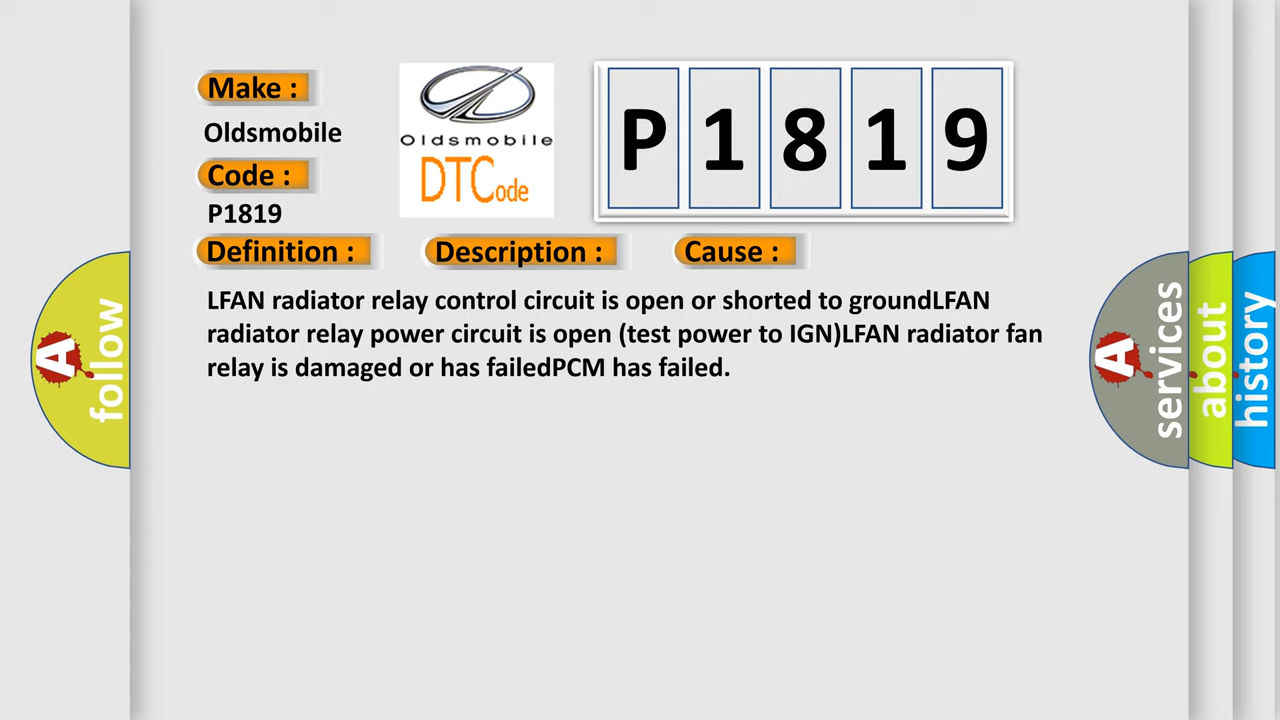 Make :
Oldsmobile
Code :
P1819
Oldsmobile
DTCode
P 1 8 1 9
Definition :
Description :
Cause :
LFAN radiator relay control circuit is open or shorted to groundLFAN
radiator relay power circuit is open (test power to IGN)LFAN radiator fan
relay is damaged or has failedPCM has failed.
A follow
A services
about
history